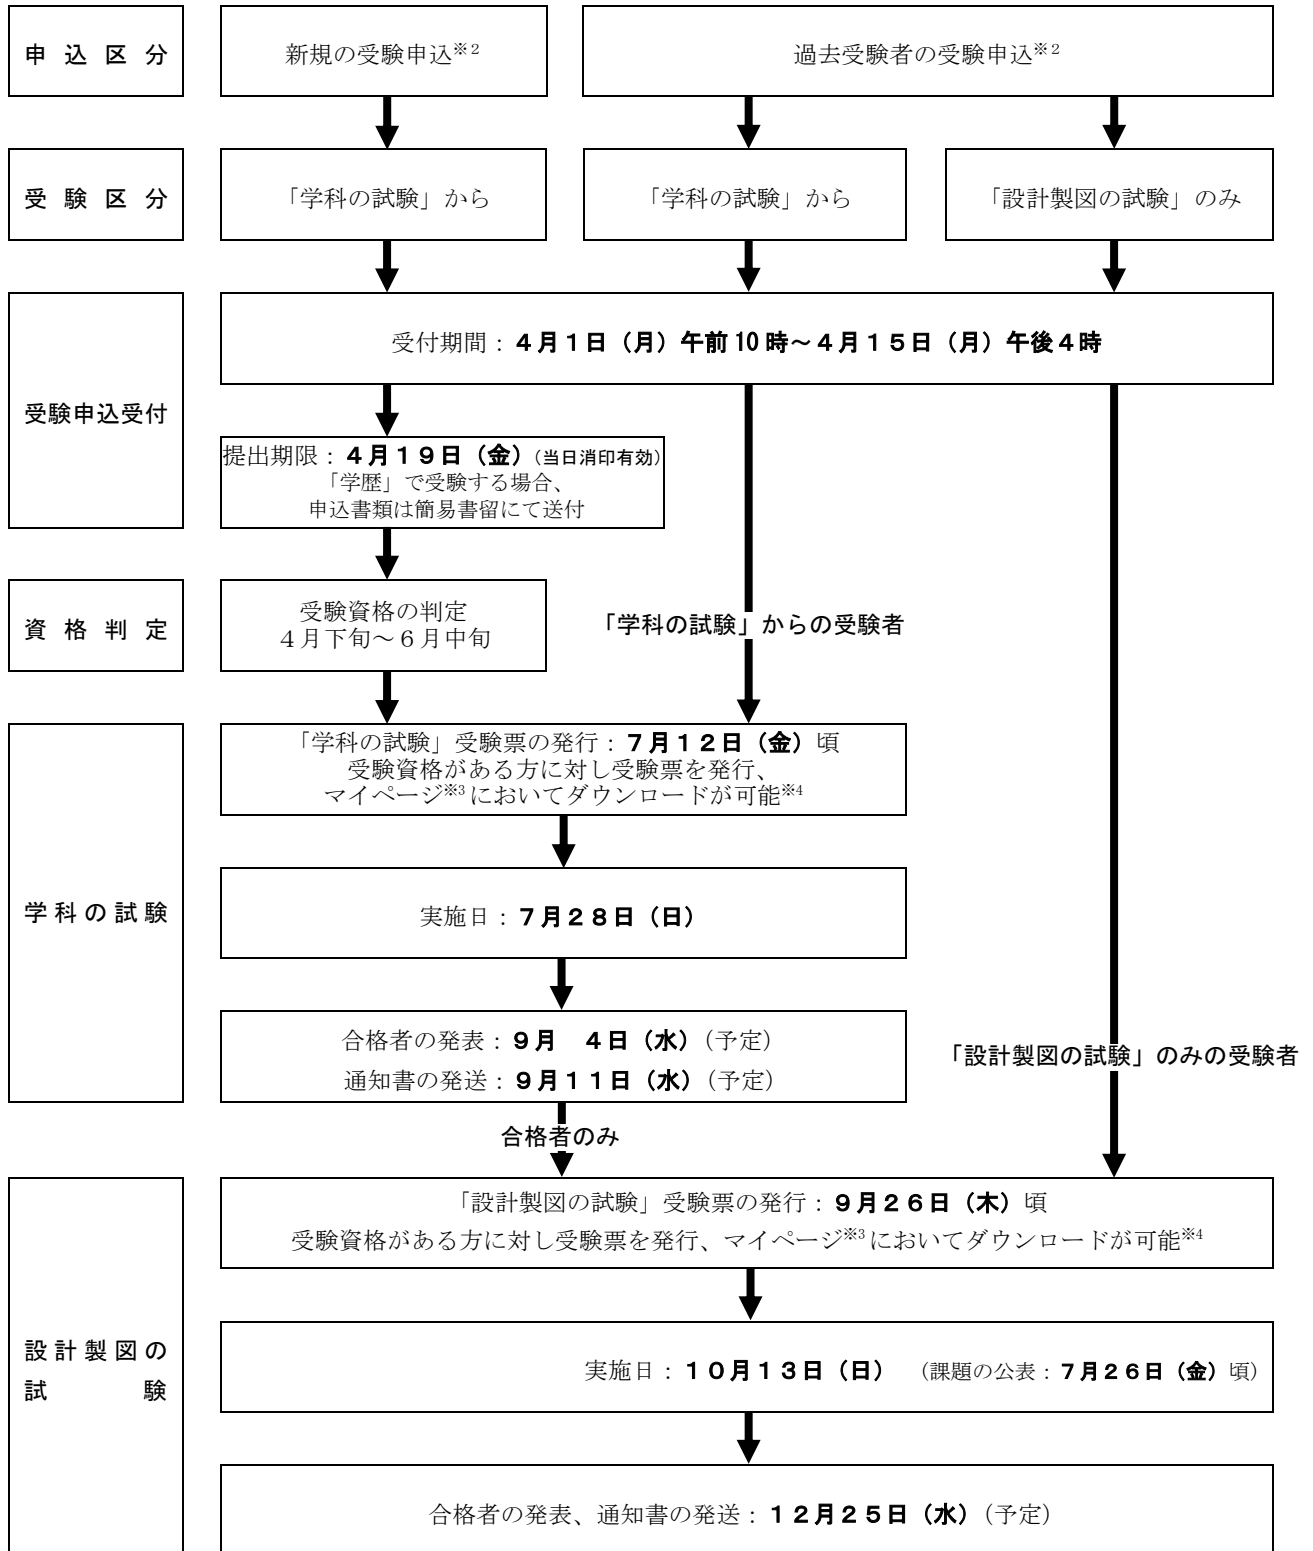 申込区分
新規の受験申込※2
過去受験者の受験申込※2
受験区分
「学科の試験」から
「学科の試験」から
「設計製図の試験」のみ
受験申込受付
受付期間：４月１日（月）午前10時～４月１５日（月）午後４時
提出期限：４月１９日（金）（当日消印有効）
「学歴」で受験する場合、
申込書類は簡易書留にて送付
資格判定
受験資格の判定
４月下旬～６月中旬
「学科の試験」からの受験者
学科の試験
「学科の試験」受験票の発行：７月１２日（金）頃
受験資格がある方に対し受験票を発行、
マイページ※3においてダウンロードが可能※4
実施日：７月２８日（日）
合格者の発表：９月　４日（水）（予定）
通知書の発送：９月１１日（水）（予定）
「設計製図の試験」のみの受験者
合格者のみ
設計製図の
試験
「設計製図の試験」受験票の発行：９月２６日（木）頃
受験資格がある方に対し受験票を発行、マイページ※3においてダウンロードが可能※4
実施日：１０月１３日（日）　（課題の公表：７月２６日（金）頃）
合格者の発表、通知書の発送：１２月２５日（水）（予定）